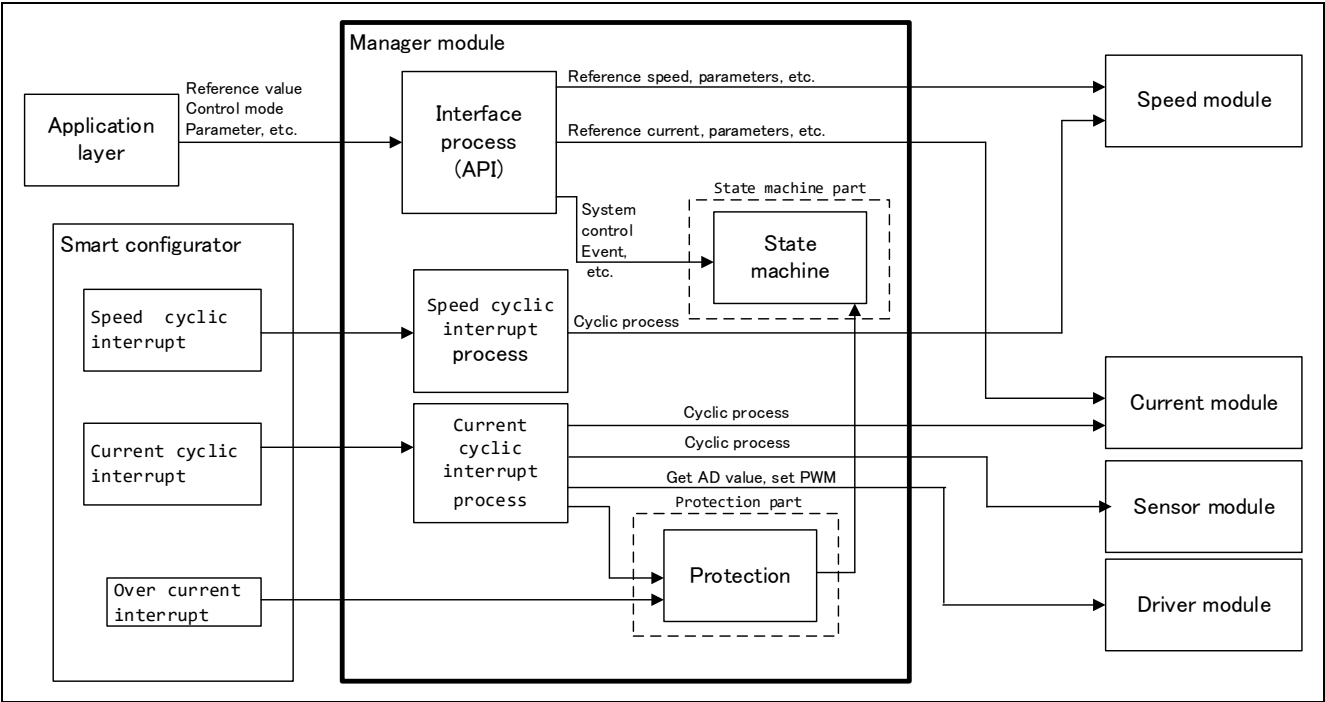 Manager module
Reference value
Control mode
Parameter, etc.
Application
layer
Interface
process
(API)
Reference speed, parameters, etc.
Reference current, parameters, etc.
Speed module
System
control
Event,
etc.
State machine part
State
machine
Smart configurator
Speed cyclic
interrupt
Speed cyclic
interrupt
process
Cyclic process
Current cyclic
interrupt
Current
cyclic
interrupt
process
Cyclic process
Cyclic process
Get AD value, set PWM
Current module
Sensor module
Protection part
Protection
Over current
interrupt
Driver module